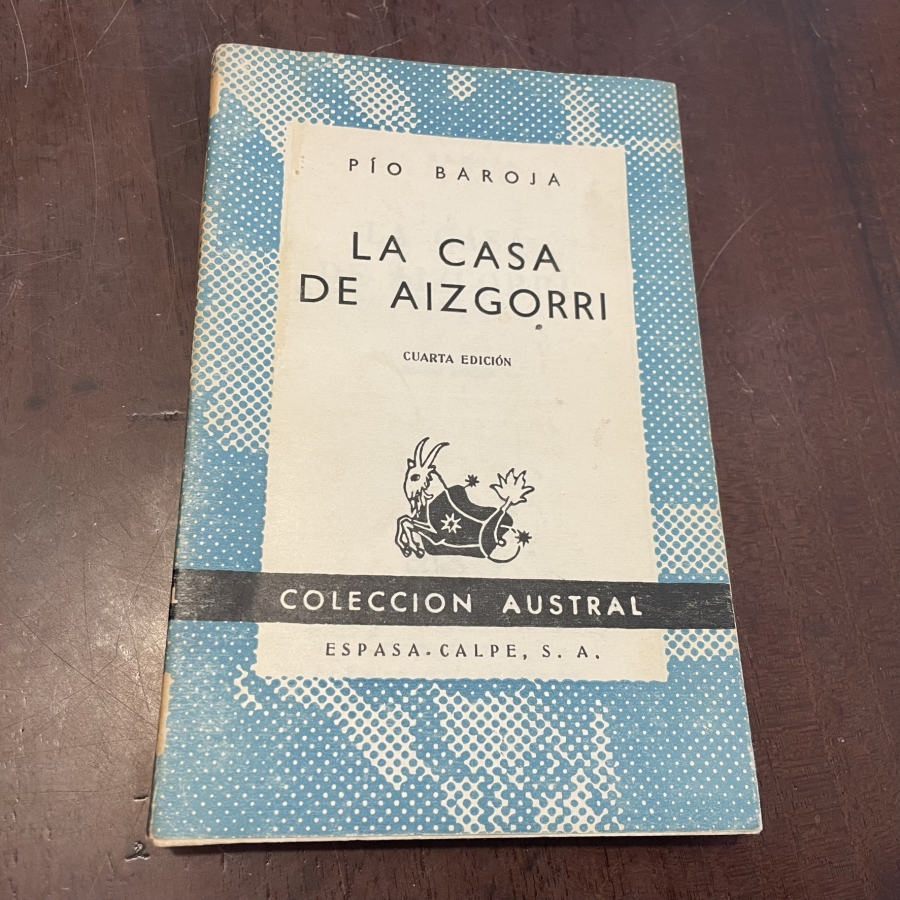 PÍO BAROJA
LA CASA
DE AIZGORRI
CUARTA EDICIÓN
COLECCION AUSTRAL
ESPASA-CALPE, S. A.